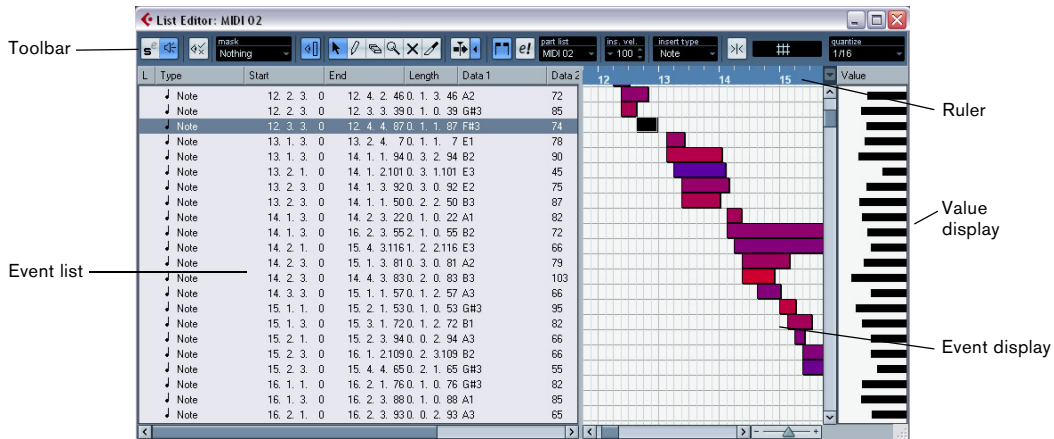 List Editor: MIDI 02
Toolbar
mask
Nothing
part list
MIDI 02
ins. vel.
100
insert type
Note
quantize
1/16
L Type Start End Length Data 1 Data 2
12 13 14 15
Value
Note 12. 2. 3. 0 12. 4. 2. 46 0. 1. 3. 46 A2 72
Note 12. 2. 3. 0 12. 3. 3. 39 0. 1. 0. 39 G#3 85
Note 12. 3. 3. 0 12. 4. 4. 87 0. 1. 1. 87 F#3 74
Note 13. 1. 3. 0 13. 2. 4. 7 0. 1. 1. 7 E1 78
Note 13. 1. 3. 0 14. 1. 1. 94 0. 3. 2. 94 B2 90
Note 13. 2. 1. 0 14. 1. 2.101 0. 3. 1.101 E3 45
Note 13. 2. 3. 0 14. 1. 3. 92 0. 3. 0. 92 E2 75
Note 13. 2. 3. 0 14. 1. 1. 50 0. 2. 2. 50 B3 87
Note 14. 1. 3. 0 14. 2. 3. 22 0. 1. 0. 22 A1 82
Note 14. 1. 3. 0 16. 2. 3. 55 2. 1. 0. 55 B2 72
Note 14. 2. 1. 0 15. 4. 3.116 1. 2. 2.116 E3 66
Note 14. 2. 3. 0 15. 1. 3. 81 0. 3. 0. 81 A2 79
Note 14. 2. 3 0 14. 4. 3. 83 0. 2. 0. 83 B3 103
Note 14. 3. 3. 0 15. 1. 1. 57 0. 1. 2. 57 A3 66
Note 15. 1. 1. 0 15. 2. 1. 53 0. 1. 0. 53 G#3 95
Note 15. 1. 3. 0 15. 3. 1. 72 0. 1. 2. 72 B1 82
Note 15. 2. 1. 0 15. 2. 3. 94 0. 0. 2. 94 A3 66
Note 15. 2. 3. 0 16. 1. 2.109 0. 2. 3.109 B2 66
Note 15. 2. 3. 0 15. 4. 4. 65 0. 2. 1. 65 G#3 55
Note 16. 1. 1. 0 16. 2. 1. 76 0. 1. 0. 76 G#3 82
Note 16. 1. 3. 0 16. 2. 3. 88 0. 1. 0. 88 A1 85
Note 16. 2. 1. 0 16. 2. 3. 93 0. 0. 2. 93 A3 65
Event list
Ruler
Value
display
Event display